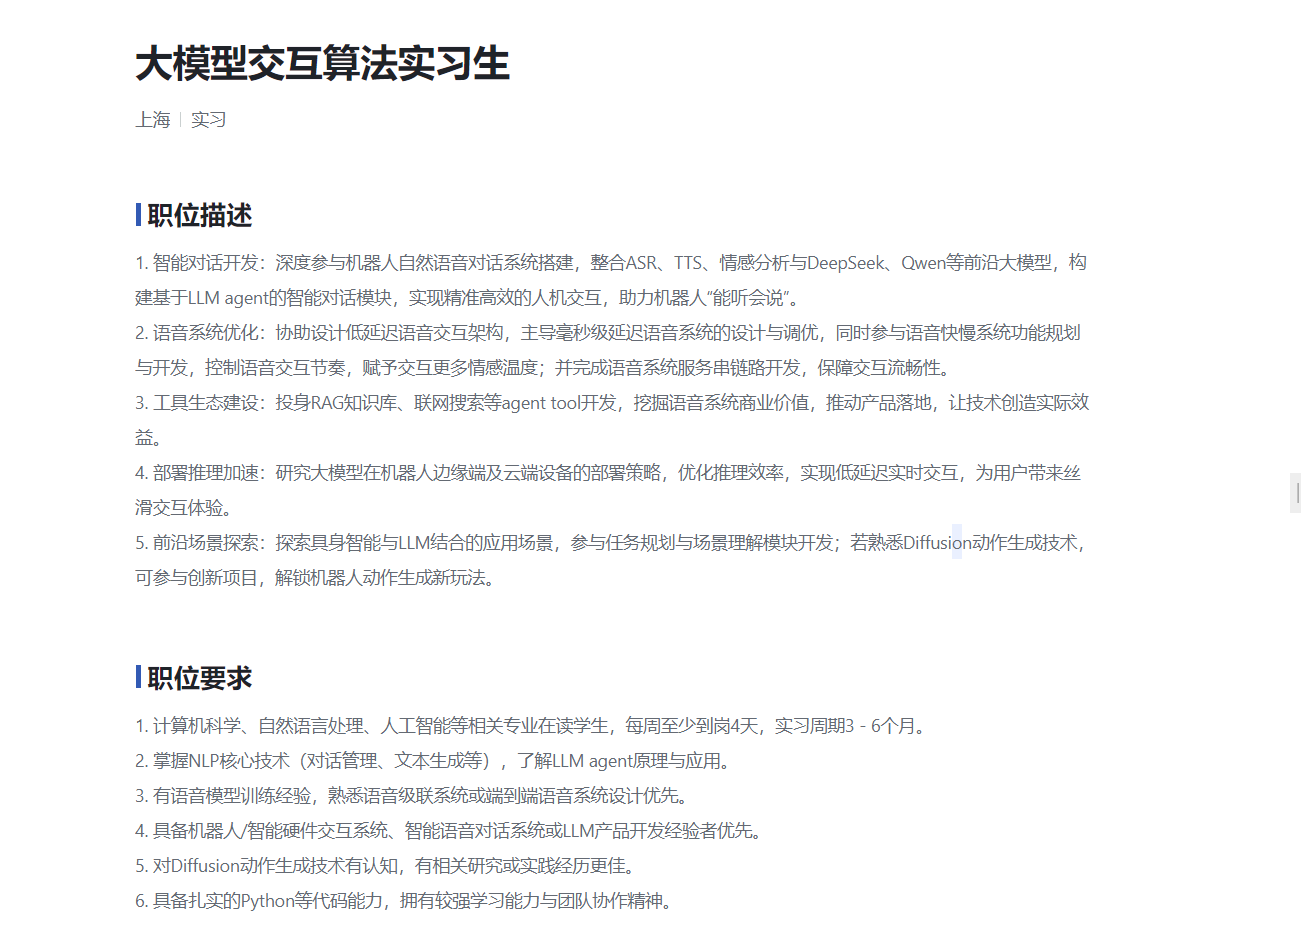 大模型交互算法实习生
上海 | 实习
职位描述
1. 智能对话开发：深度参与机器人自然语音对话系统搭建，整合ASR、TTS、情感分析与DeepSeek、Qwen等前沿大模型，构
建基于LLM agent的智能对话模块，实现精准高效的人机交互，助力机器人“能听会说”。
2. 语音系统优化：协助设计低延迟语音交互架构，主导毫秒级延迟语音系统的设计与调优，同时参与语音快慢系统功能规划
与开发，控制语音交互节奏，赋予交互更多情感温度；并完成语音系统服务串链路开发，保障交互流畅性。
3. 工具生态建设：投身RAG知识库、联网搜索等agent tool开发，挖掘语音系统商业价值，推动产品落地，让技术创造实际效
益。
4. 部署推理加速：研究大模型在机器人边缘端及云端设备的部署策略，优化推理效率，实现低延迟实时交互，为用户带来丝
滑交互体验。
5. 前沿场景探索：探索具身智能与LLM结合的应用场景，参与任务规划与场景理解模块开发；若熟悉Diffusion动作生成技术，
可参与创新项目，解锁机器人动作生成新玩法。
职位要求
1. 计算机科学、自然语言处理、人工智能等相关专业在读学生，每周至少到岗4天，实习周期3 - 6个月。
2. 掌握NLP核心技术（对话管理、文本生成等），了解LLM agent原理与应用。
3. 有语音模型训练经验，熟悉语音级联系统或端到端语音系统设计优先。
4. 具备机器人/智能硬件交互系统、智能语音对话系统或LLM产品开发经验者优先。
5. 对Diffusion动作生成技术有认知，有相关研究或实践经历更佳。
6. 具备扎实的Python等代码能力，拥有较强学习能力与团队协作精神。